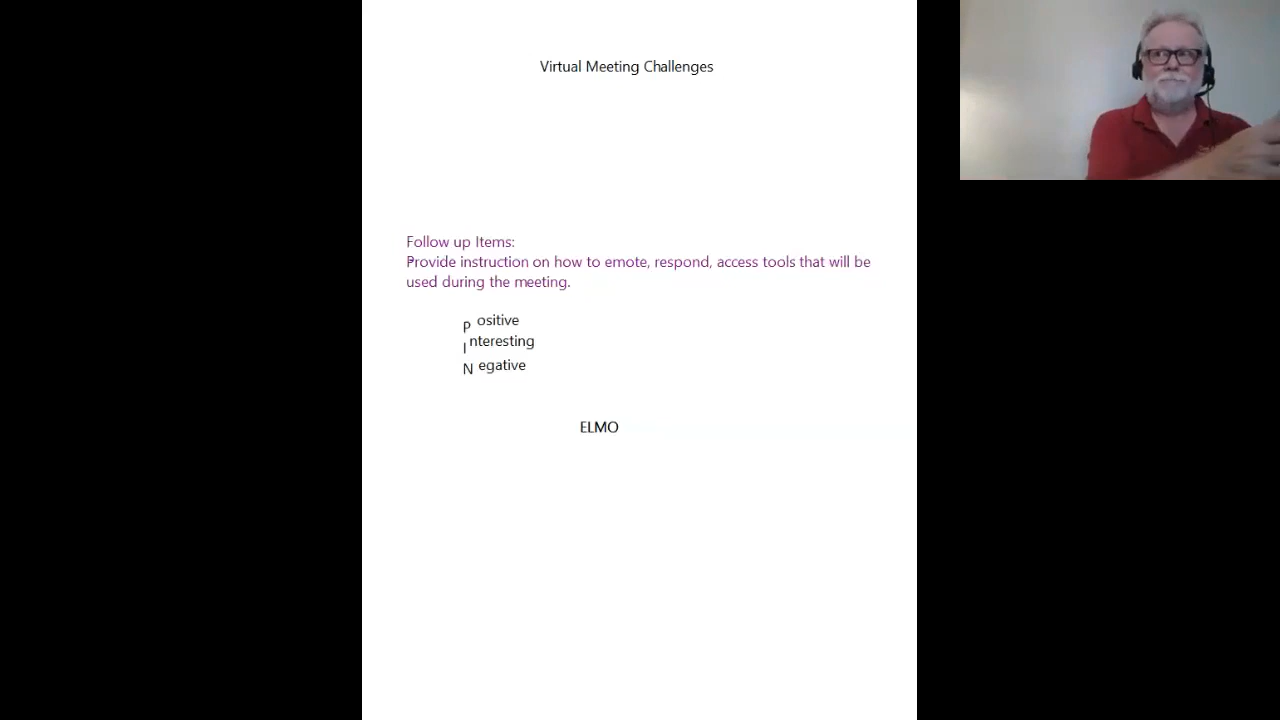 Virtual Meeting Challenges
Follow up Items:
Provide instruction on how to emote, respond, access tools that will be
used during the meeting.
P ositive
I nteresting
N egative
ELMO